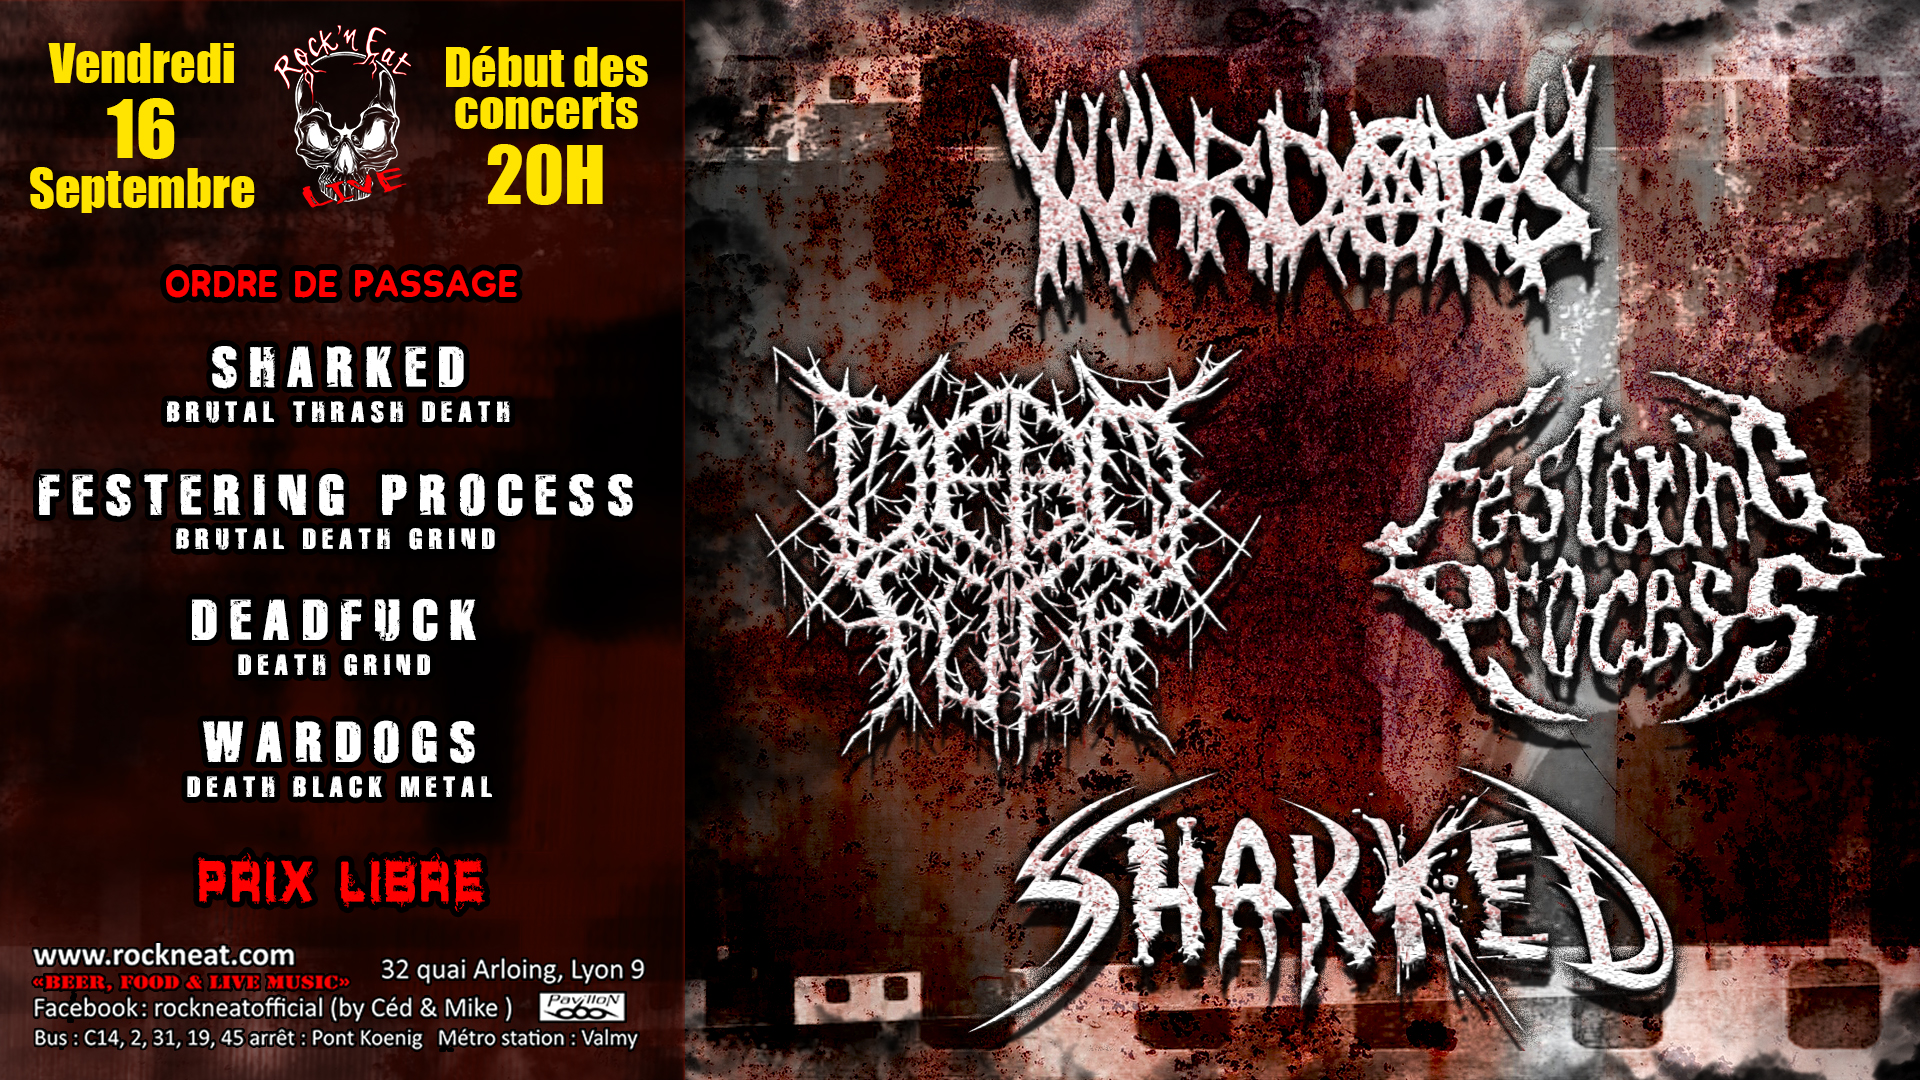 Vendredi
16
Septembre
Rock'n Eat
LIVE
Début des
concerts
20H
ORDRE DE PASSAGE
SHARKED
BRUTAL THRASH DEATH
FESTERING PROCESS
BRUTAL DEATH GRIND
DEADFUCK
DEATH GRIND
WARDOGS
DEATH BLACK METAL
PRIX LIBRE
www.rockneat.com
«BEER, FOOD & LIVE MUSIC»
32 quai Arloing, Lyon 9
Facebook : rockneatofficial (by Céd & Mike )
PavillоN
Bus : C14, 2, 31, 19, 45 arrêt : Pont Koenig Métro station : Valmy
WARDOGS
DEAD
FUCK
Festering
Process
SHARKED